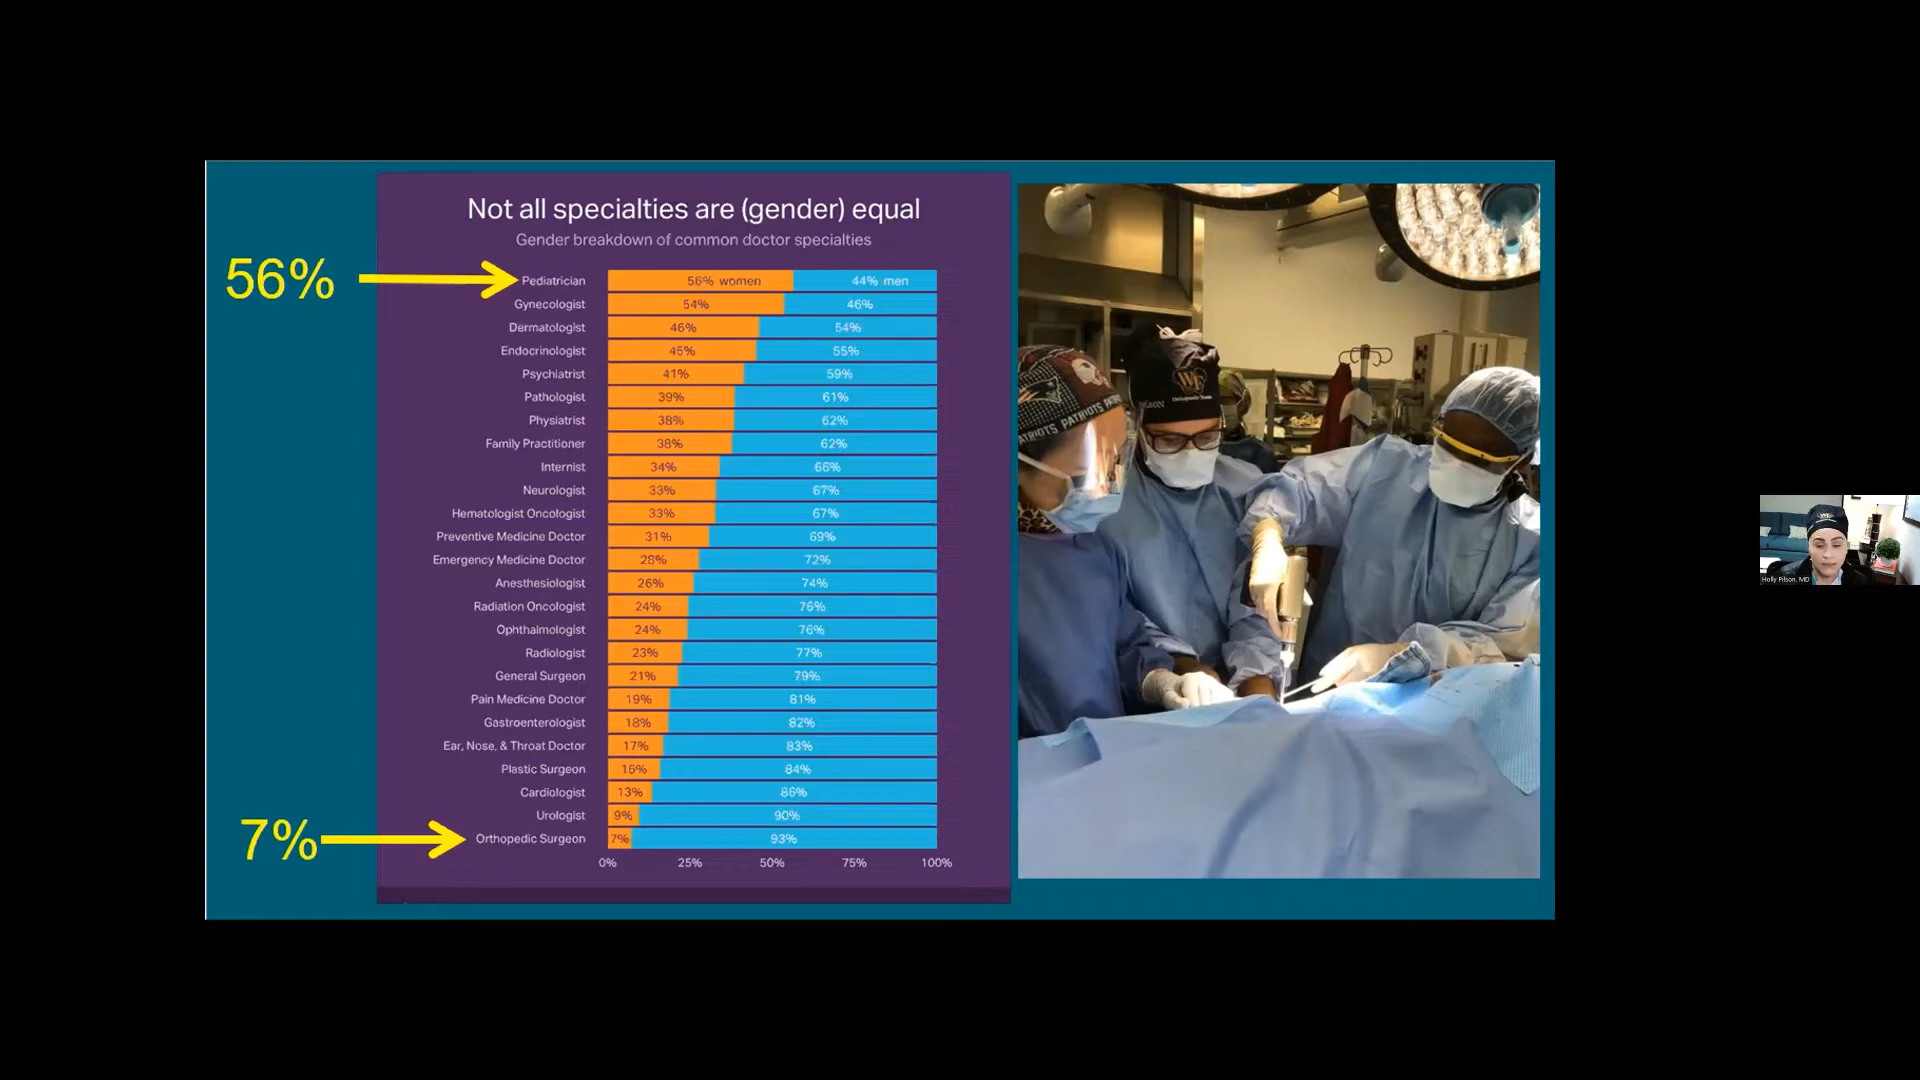 Not all specialties are (gender) equal
Gender breakdown of common doctor specialties
56%
Pediatrician 56% women 44% men
Gynecologist 54% 46%
Dermatologist 46% 54%
Endocrinologist 45% 55%
Psychiatrist 41% 59%
Pathologist 39% 61%
Physiatrist 38% 62%
Family Practitioner 38% 62%
Internist 34% 66%
Neurologist 33% 67%
Hematologist Oncologist 33% 67%
Preventive Medicine Doctor 31% 69%
Emergency Medicine Doctor 28% 72%
Anesthesiologist 26% 74%
Radiation Oncologist 24% 76%
Ophthalmologist 24% 76%
Radiologist 23% 77%
General Surgeon 21% 79%
Pain Medicine Doctor 19% 81%
Gastroenterologist 18% 82%
Ear, Nose, & Throat Doctor 17% 83%
Plastic Surgeon 16% 84%
Cardiologist 13% 86%
Urologist 9% 90%
7%
Orthopedic Surgeon 7% 93%
0% 25% 50% 75% 100%
PATRIOTS PATRIOTS
WF
Holly Pilson, MD